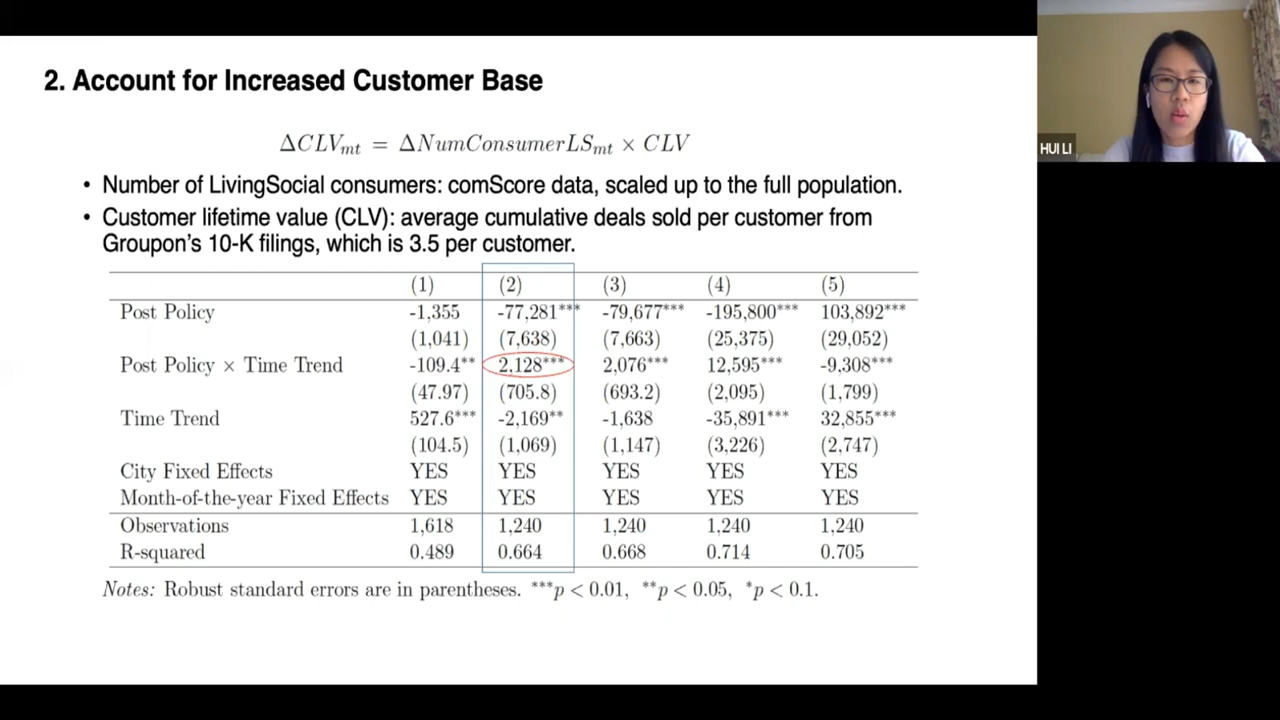 2. Account for Increased Customer Base
ΔCLVmt = ΔNumConsumerLSmt × CLV
• Number of LivingSocial consumers: comScore data, scaled up to the full population.
• Customer lifetime value (CLV): average cumulative deals sold per customer from
Groupon's 10-K filings, which is 3.5 per customer.
(1) (2) (3) (4) (5)
Post Policy -1,355 -77,281*** -79,677*** -195,800*** 103,892***
(1,041) (7,638) (7,663) (25,375) (29,052)
Post Policy × Time Trend -109.4** 2,128*** 2,076*** 12,595*** -9,308***
(47.97) (705.8) (693.2) (2,095) (1,799)
Time Trend 527.6*** -2,169** -1,638 -35,891*** 32,855***
(104.5) (1,069) (1,147) (3,226) (2,747)
City Fixed Effects YES YES YES YES YES
Month-of-the-year Fixed Effects YES YES YES YES YES
Observations 1,618 1,240 1,240 1,240 1,240
R-squared 0.489 0.664 0.668 0.714 0.705
Notes: Robust standard errors are in parentheses. ***p < 0.01, **p < 0.05, *p < 0.1.
HUI LI